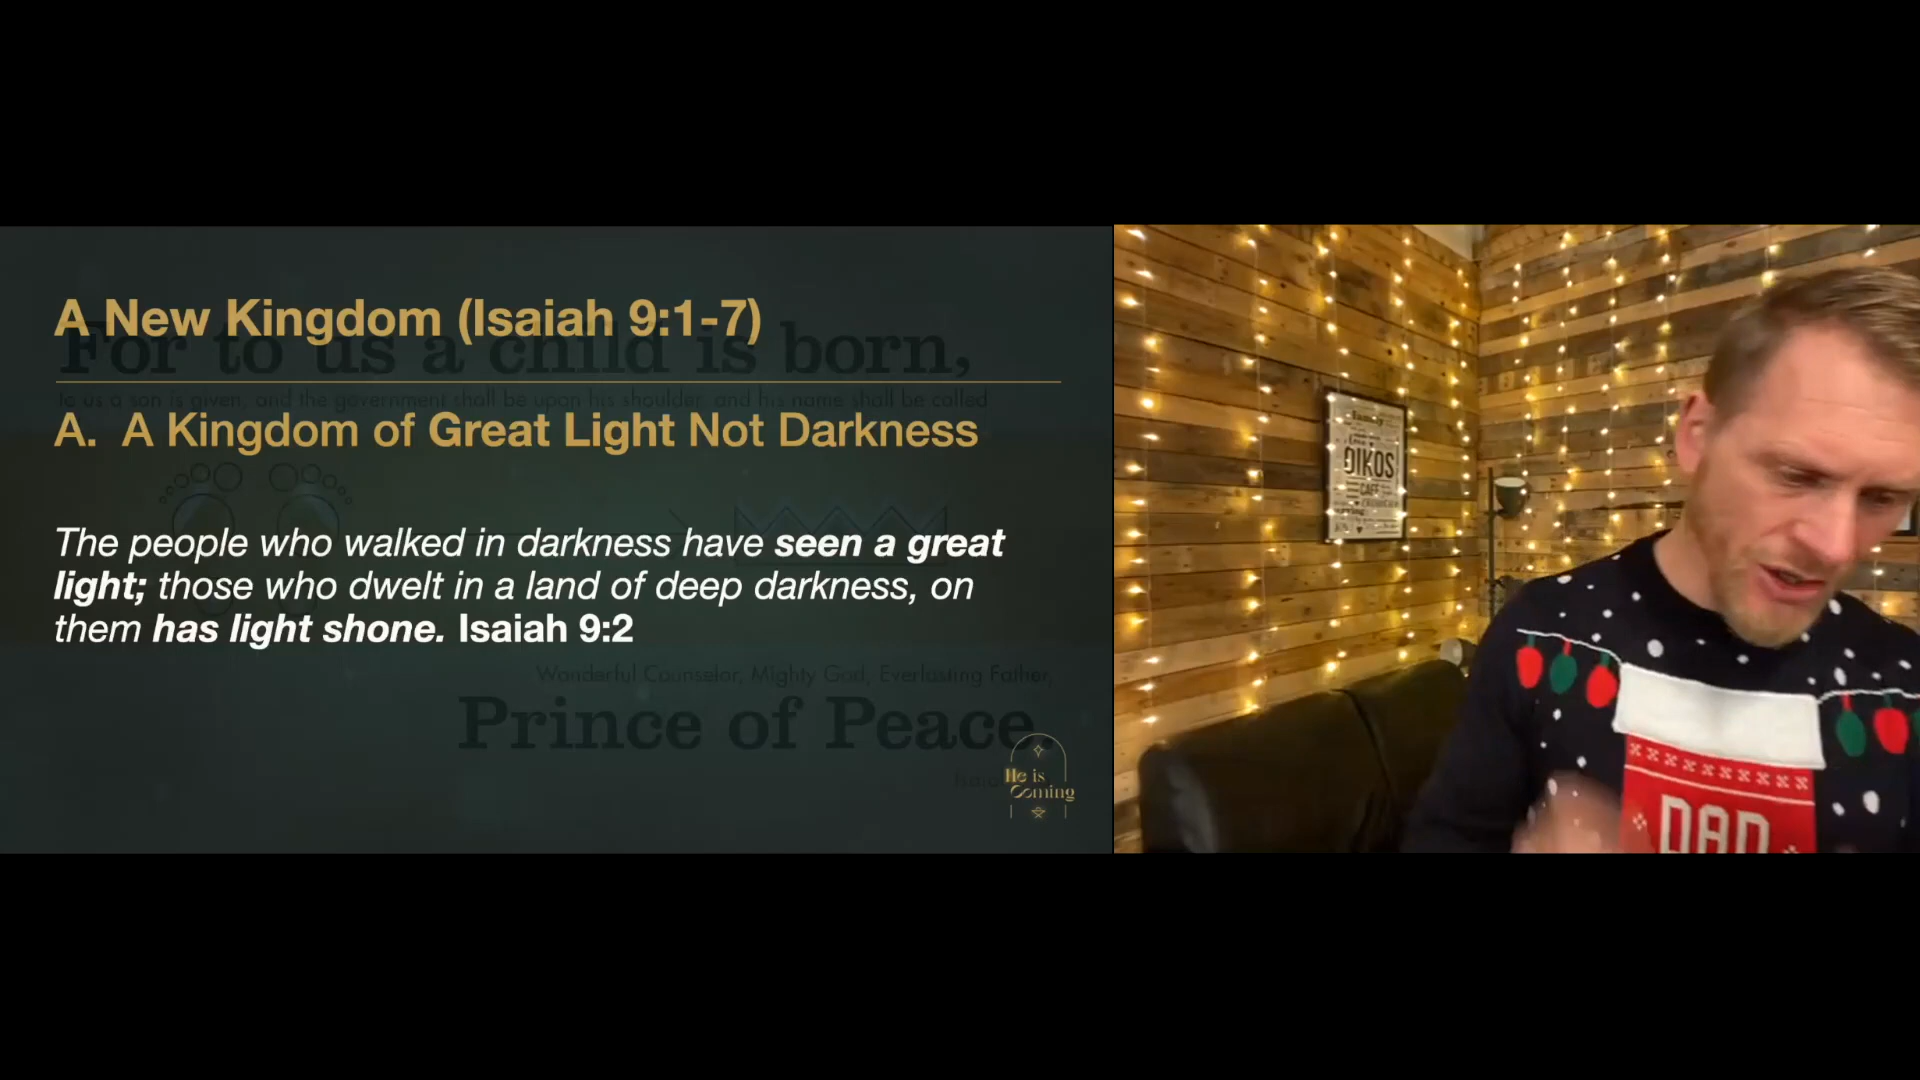 A New Kingdom (Isaiah 9:1-7)
For to us a child is born,
to us a son is given, and the government shall be upon his shoulder, and his name shall be called
A. A Kingdom of Great Light Not Darkness
The people who walked in darkness have seen a great
light; those who dwelt in a land of deep darkness, on
them has light shone. Isaiah 9:2
Wonderful Counselor, Mighty God, Everlasting Father,
Prince of Peace.
He is
Coming
family
OIKOS
CAFE
DAD